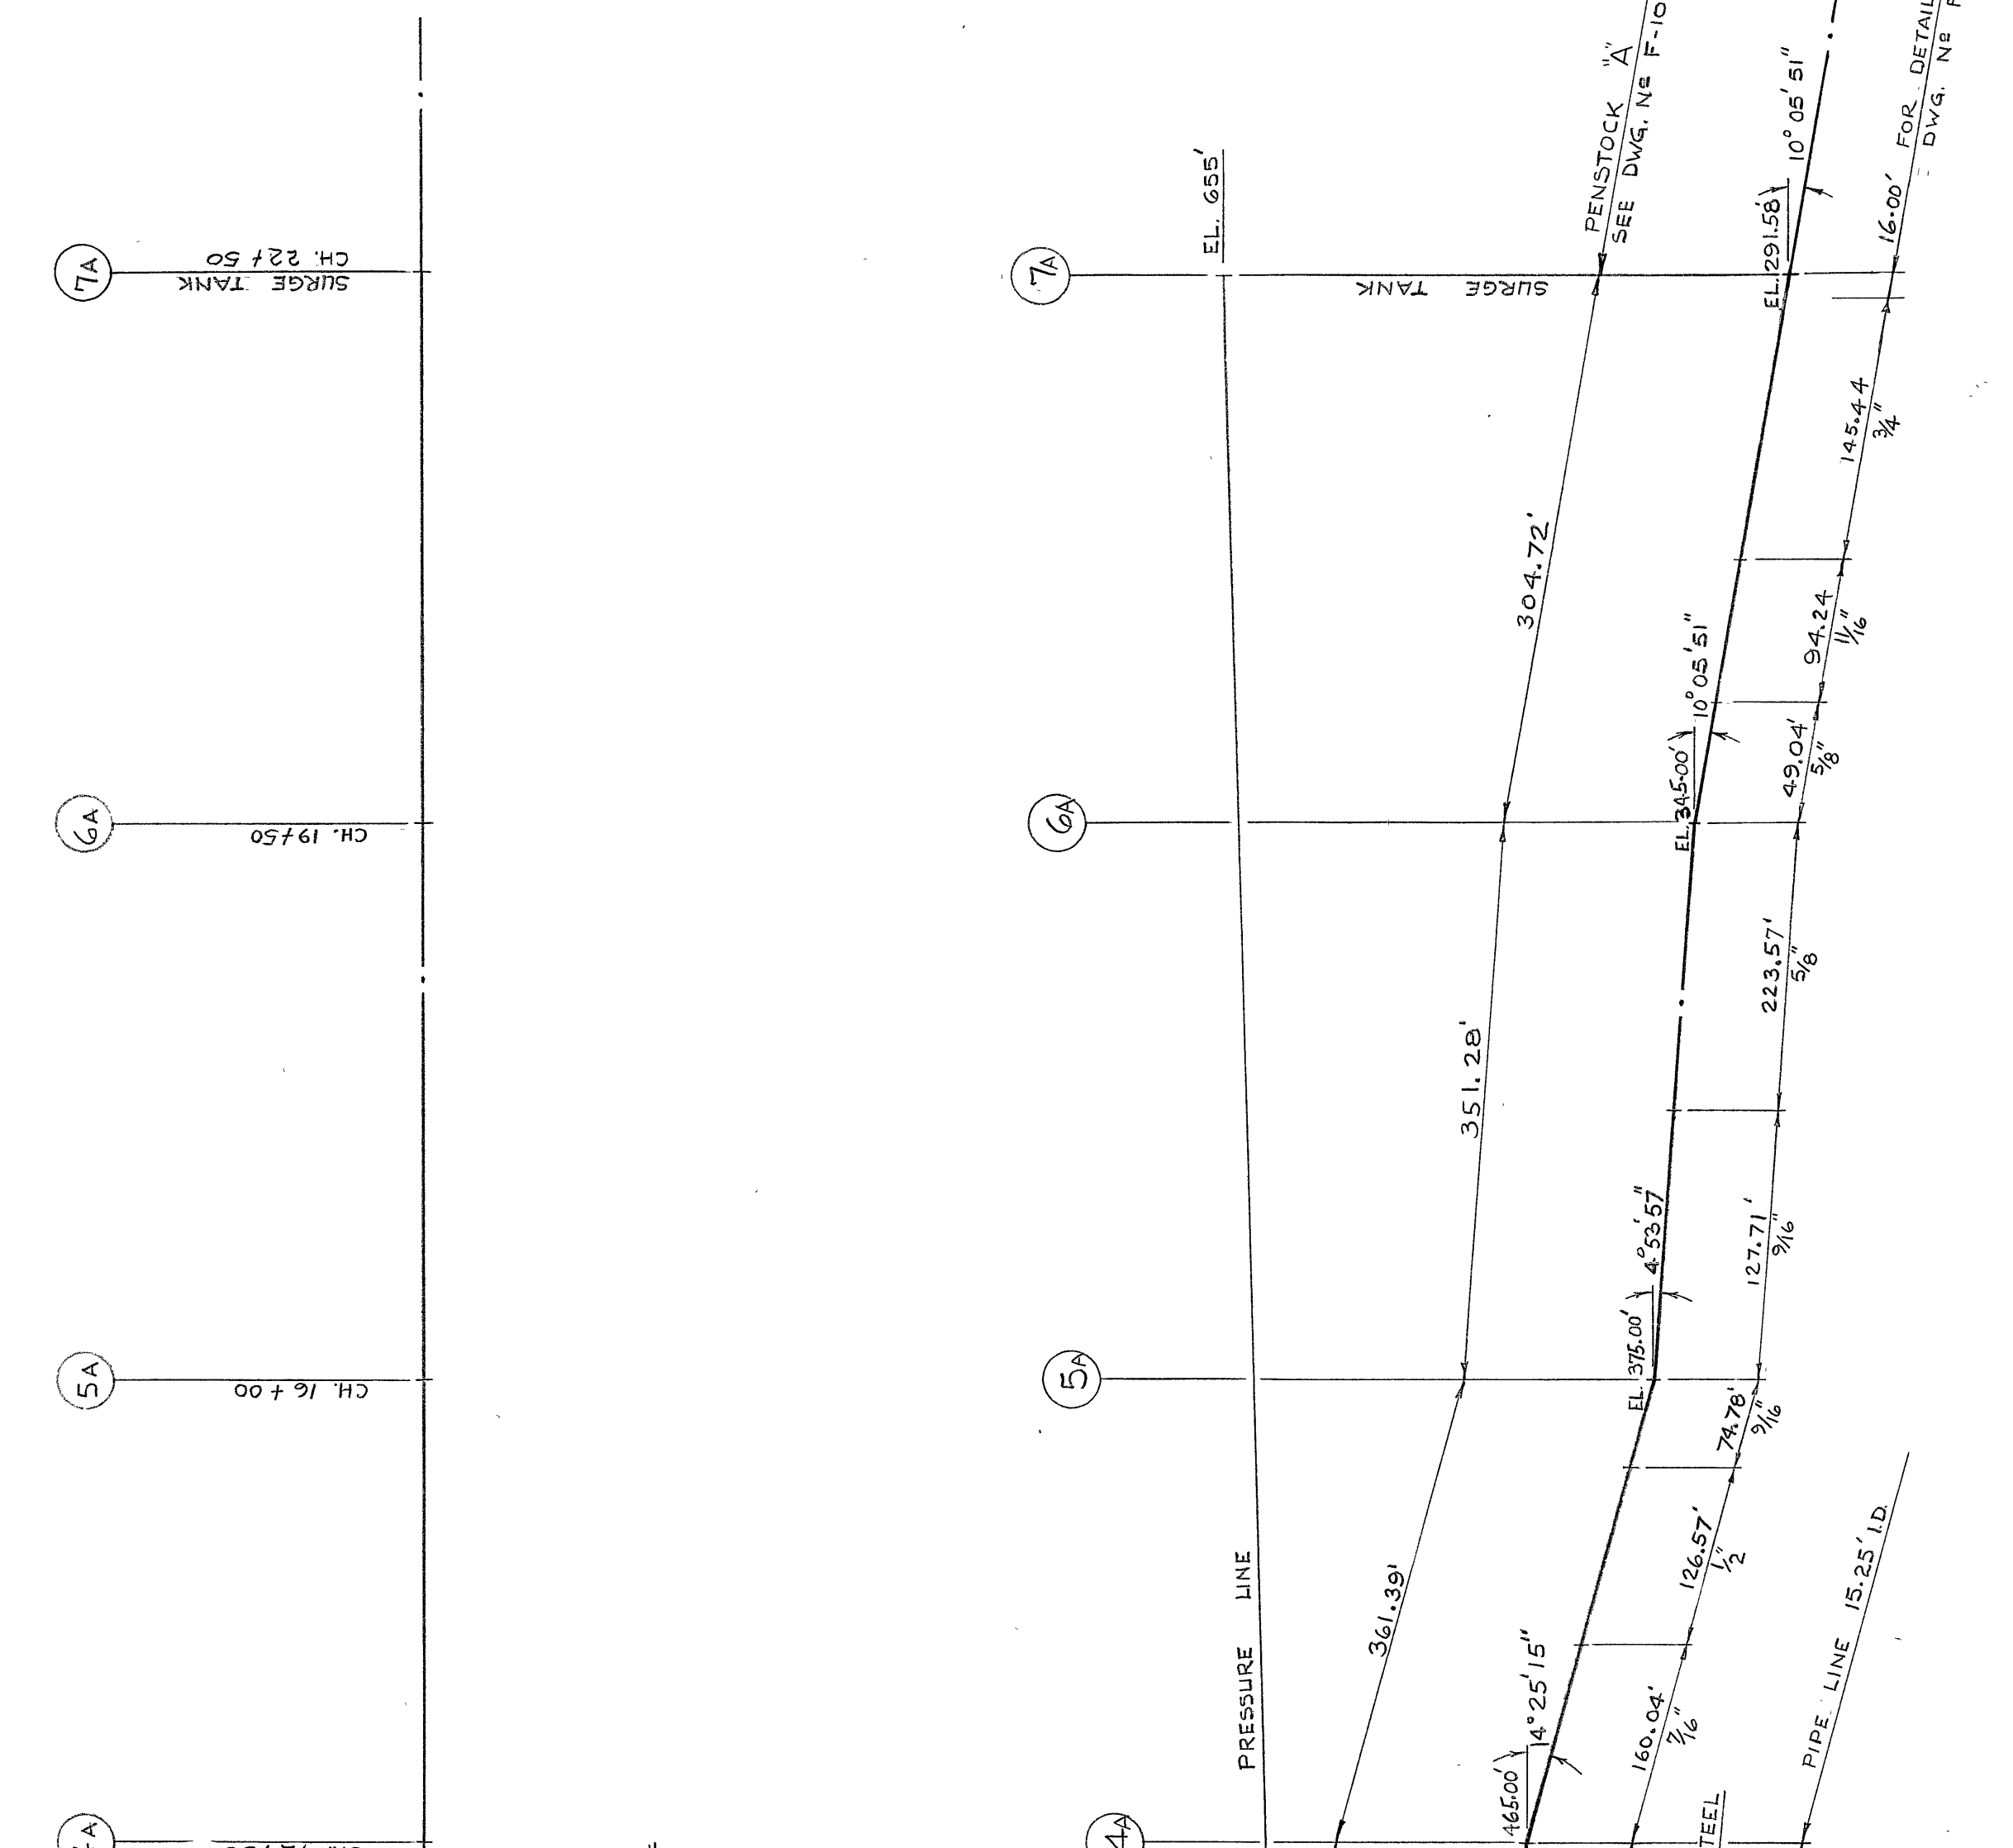 7A
CH. 22+50
SURGE TANK
6A
CH. 19+50
5A
CH. 16+00
7A
EL. 655'
SURGE TANK
PENSTOCK "A"
SEE DWG. Nº F-10
EL. 291.58'
10° 05' 51"
16.00'
FOR DETAIL
DWG. Nº
304.72'
145.44
3/4"
94.24
11/16"
6A
EL. 345.00'
10° 05' 51"
49.04'
5/8"
351.28'
223.57'
5/8"
127.71'
9/16"
5A
EL. 375.00'
4° 53' 57"
74.78'
9/16"
PRESSURE LINE
361.39'
126.57'
1/2"
160.04'
7/16"
PIPE LINE 15.25' I.D.
4A
465.00'
14° 25' 15"